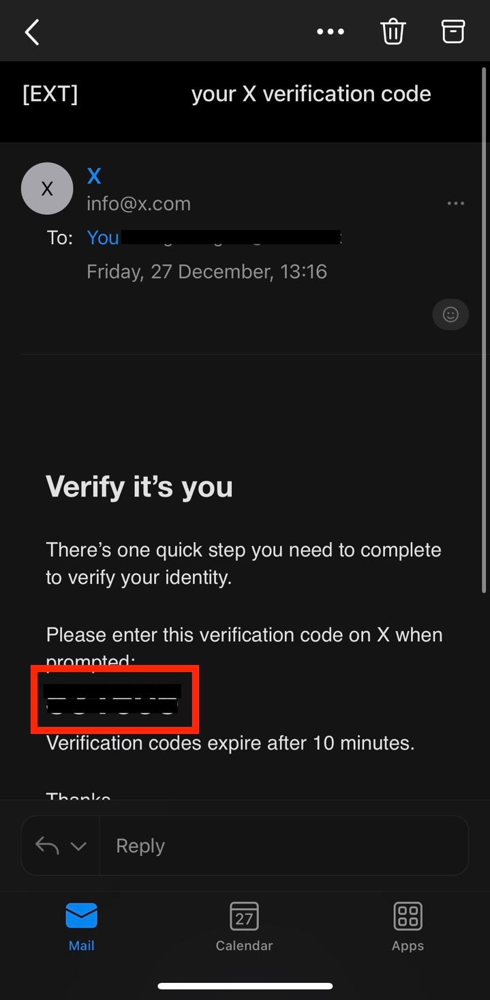 [EXT] your X verification code
X
X
info@x.com
To: You
Friday, 27 December, 13:16
Verify it’s you
There’s one quick step you need to complete
to verify your identity.
Please enter this verification code on X when
prompted:
Verification codes expire after 10 minutes.
Thanks
Reply
27
Mail
Calendar
Apps